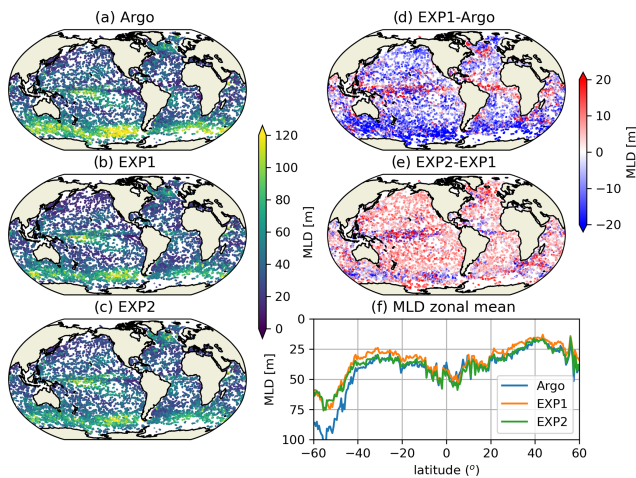 (a) Argo
(d) EXP1-Argo
(b) EXP1
(e) EXP2-EXP1
(c) EXP2
120
100
80
60
40
20
0
MLD [m]
20
10
0
−10
−20
MLD [m]
(f) MLD zonal mean
0
25
50
75
100
MLD [m]
Argo
EXP1
EXP2
−60 −40 −20 0 20 40 60
latitude (°)